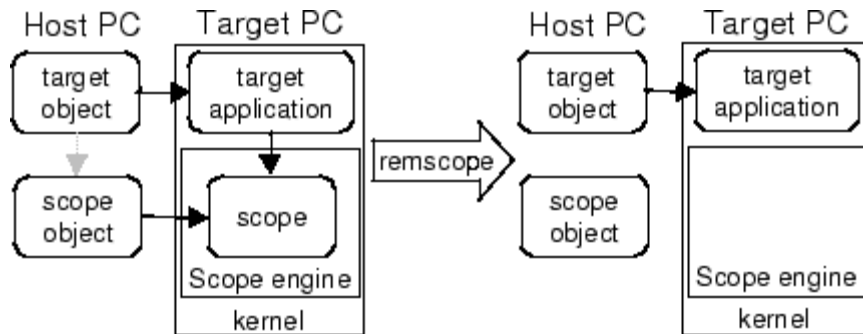 Host PC
Target PC
target
object
target
application
scope
object
scope
Scope engine
kernel
remscope
Host PC
Target PC
target
object
target
application
scope
object
Scope engine
kernel